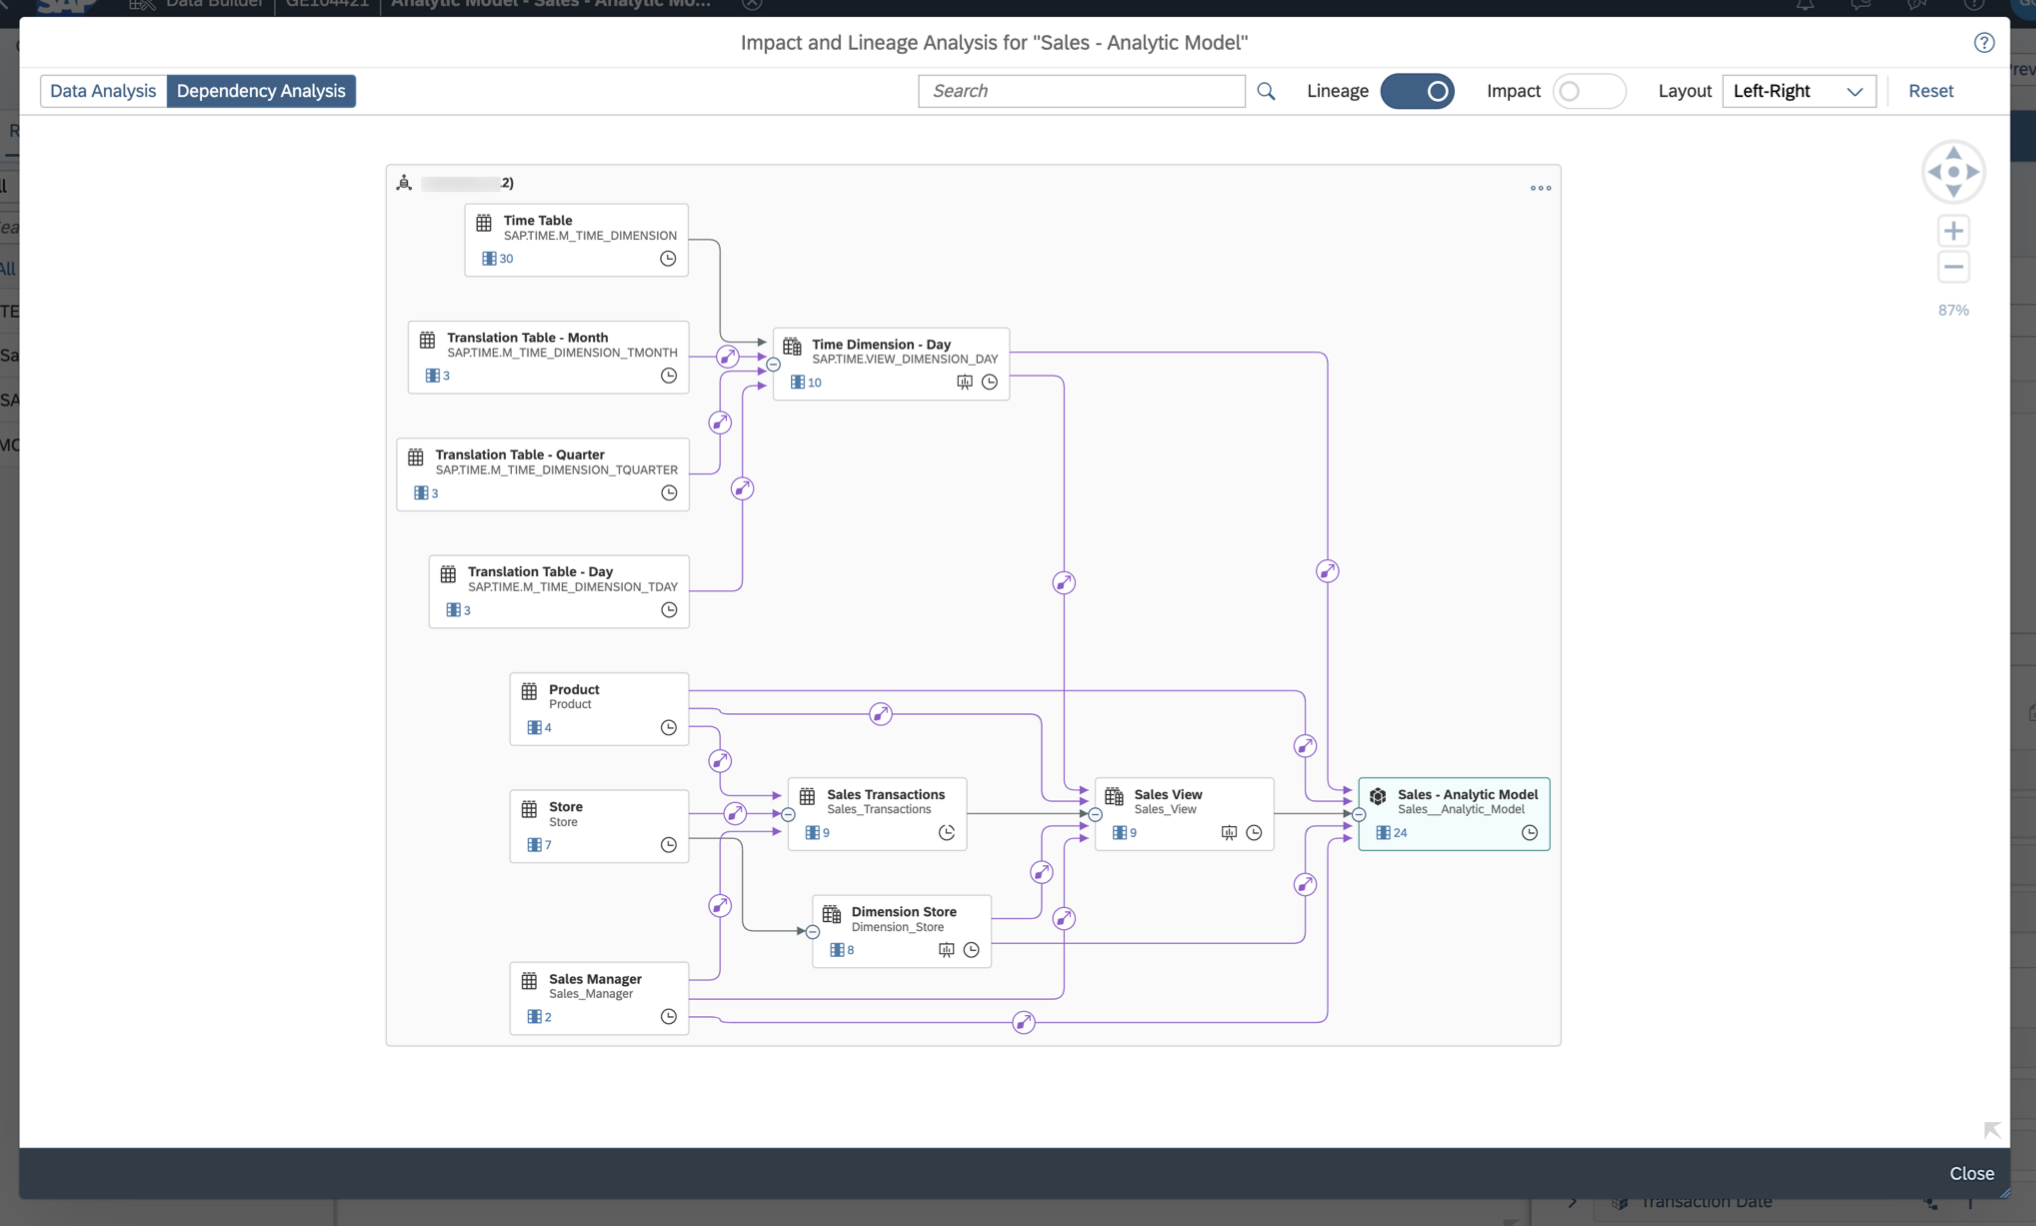 SAP Data Builder GE104421 Analytic Model - Sales - Analytic Mo...
Impact and Lineage Analysis for "Sales - Analytic Model"
Data Analysis Dependency Analysis Search Lineage Impact Layout Left-Right Reset
2)
Time Table
SAP.TIME.M_TIME_DIMENSION
30
Translation Table - Month
SAP.TIME.M_TIME_DIMENSION_TMONTH
3
Time Dimension - Day
SAP.TIME.VIEW_DIMENSION_DAY
10
87%
Translation Table - Quarter
SAP.TIME.M_TIME_DIMENSION_TQUARTER
3
Translation Table - Day
SAP.TIME.M_TIME_DIMENSION_TDAY
3
Product
Product
4
Store
Store
7
Sales Transactions
Sales_Transactions
9
Sales View
Sales_View
9
Sales - Analytic Model
Sales__Analytic_Model
24
Dimension Store
Dimension_Store
8
Sales Manager
Sales_Manager
2
Close
Transaction Date